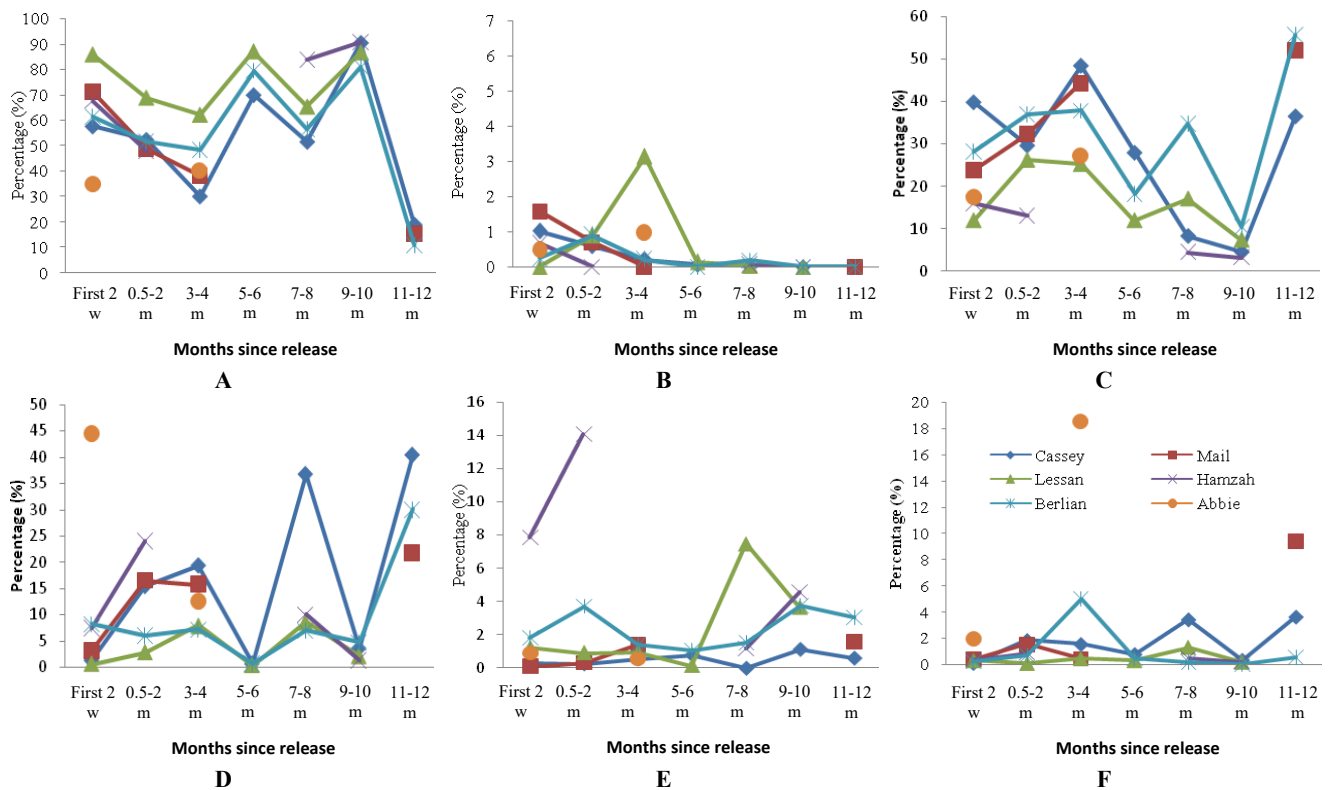 100
90
80
70
60
50
40
30
20
10
0
Percentage (%)
First 2 0.5-2 3-4 5-6 7-8 9-10 11-12
w m m m m m m
Months since release
A
7
6
5
4
3
2
1
0
Percentage (%)
First 2 0.5-2 3-4 5-6 7-8 9-10 11-12
w m m m m m m
Months since release
B
60
50
40
30
20
10
0
Percentage (%)
First 2 0.5-2 3-4 5-6 7-8 9-10 11-12
w m m m m m m
Months since release
C
50
45
40
35
30
25
20
15
10
5
0
Percentage (%)
First 2 0.5-2 3-4 5-6 7-8 9-10 11-12
w m m m m m m
Months since release
D
16
14
12
10
8
6
4
2
0
Percentage (%)
First 2 0.5-2 3-4 5-6 7-8 9-10 11-12
w m m m m m m
Months since release
E
20
18
16
14
12
10
8
6
4
2
0
Percentage (%)
Cassey Mail
Lessan Hamzah
Berlian Abbie
First 2 0.5-2 3-4 5-6 7-8 9-10 11-12
w m m m m m m
Months since release
F